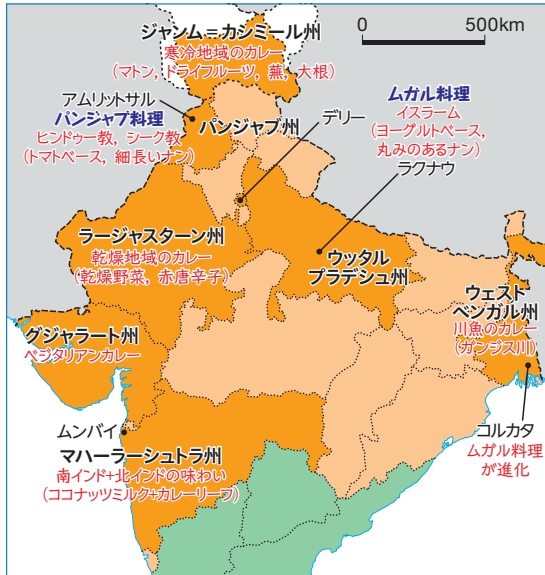 ジャンム=カシミール州
寒冷地域のカレー
(マトン, ドライフルーツ, 蕪, 大根)
0 500km
アムリットサル
パンジャブ料理
ヒンドゥー教, シーク教
(トマトベース, 細長いナン)
パンジャブ州
デリー
ムガル料理
イスラーム
(ヨーグルトベース,
丸みのあるナン)
ラクナウ
ラージャスターン州
乾燥地域のカレー
(乾燥野菜, 赤唐辛子)
ウッタル
プラデシュ州
ウェスト
ベンガル州
川魚のカレー
(ガンジス川)
グジャラート州
ベジタリアンカレー
ムンバイ
マハーラーシュトラ州
南インド+北インドの味わい
(ココナッツミルク+カレーリーフ)
コルカタ
ムガル料理
が進化